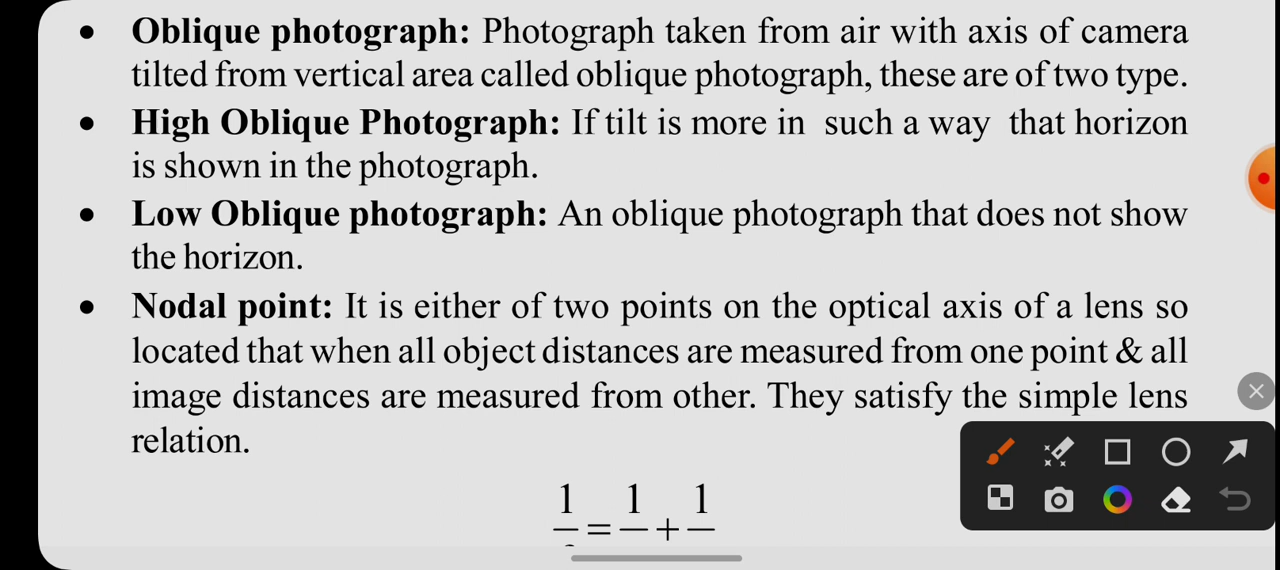 • Oblique photograph: Photograph taken from air with axis of camera
tilted from vertical area called oblique photograph, these are of two type.
• High Oblique Photograph: If tilt is more in such a way that horizon
is shown in the photograph.
• Low Oblique photograph: An oblique photograph that does not show
the horizon.
• Nodal point: It is either of two points on the optical axis of a lens so
located that when all object distances are measured from one point & all
image distances are measured from other. They satisfy the simple lens
relation.
1 = 1 + 1